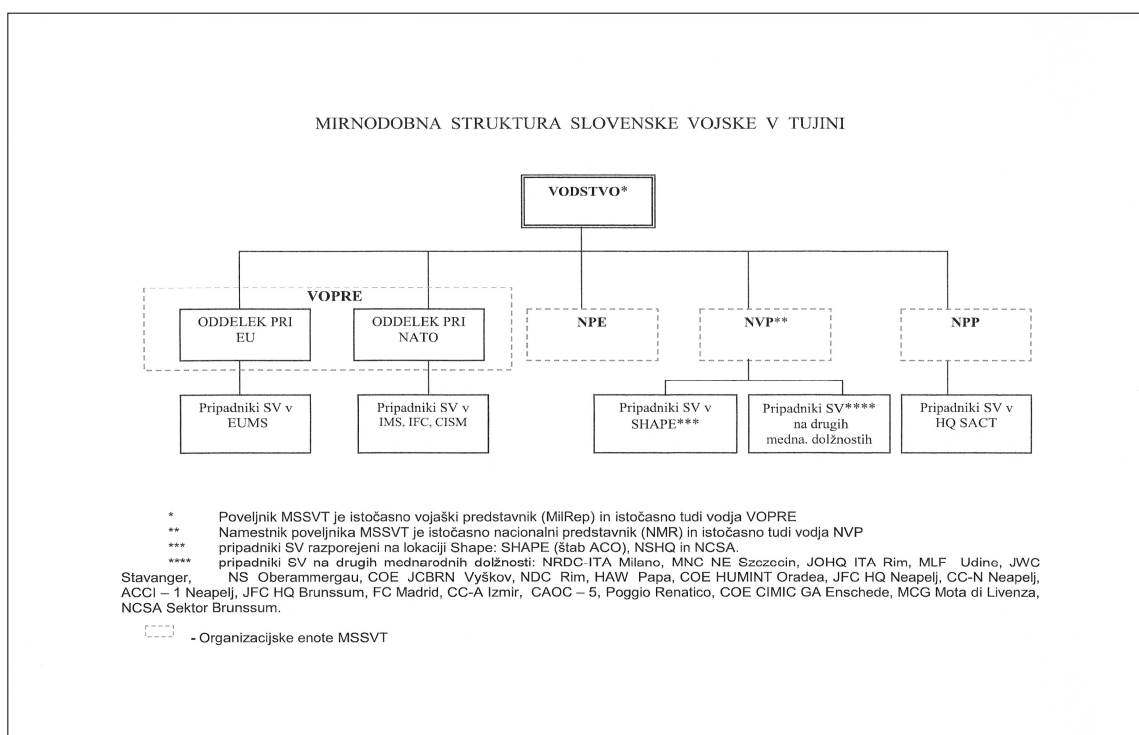 MIRNODOBNA STRUKTURA SLOVENSKE VOJSKE V TUJINI
VODSTVO*
VOPRE
ODDELEK PRI
EU
ODDELEK PRI
NATO
NPE
NVP**
NPP
Pripadniki SV v
EUMS
Pripadniki SV v
IMS, IFC, CISM
Pripadniki SV v
SHAPE***
Pripadniki SV****
na drugih
medna. dolžnostih
Pripadniki SV v
HQ SACT
* Poveljnik MSSVT je istočasno vojaški predstavnik (MilRep) in istočasno tudi vodja VOPRE
** Namestnik poveljnika MSSVT je istočasno nacionalni predstavnik (NMR) in istočasno tudi vodja NVP
*** pripadniki SV razporejeni na lokaciji Shape: SHAPE (štab ACO), NSHQ in NCSA.
**** pripadniki SV na drugih mednarodnih dolžnosti: NRDC-ITA Milano, MNC NE Szczecin, JOHQ ITA Rim, MLF Udine, JWC
Stavanger, NS Oberammergau, COE JCBRN Vyškov, NDC Rim, HAW Papa, COE HUMINT Oradea, JFC HQ Neapelj, CC-N Neapelj,
ACCI – 1 Neapelj, JFC HQ Brunssum, FC Madrid, CC-A Izmir, CAOC – 5, Poggio Renatico, COE CIMIC GA Enschede, MCG Mota di Livenza,
NCSA Sektor Brunssum.
- Organizacijske enote MSSVT